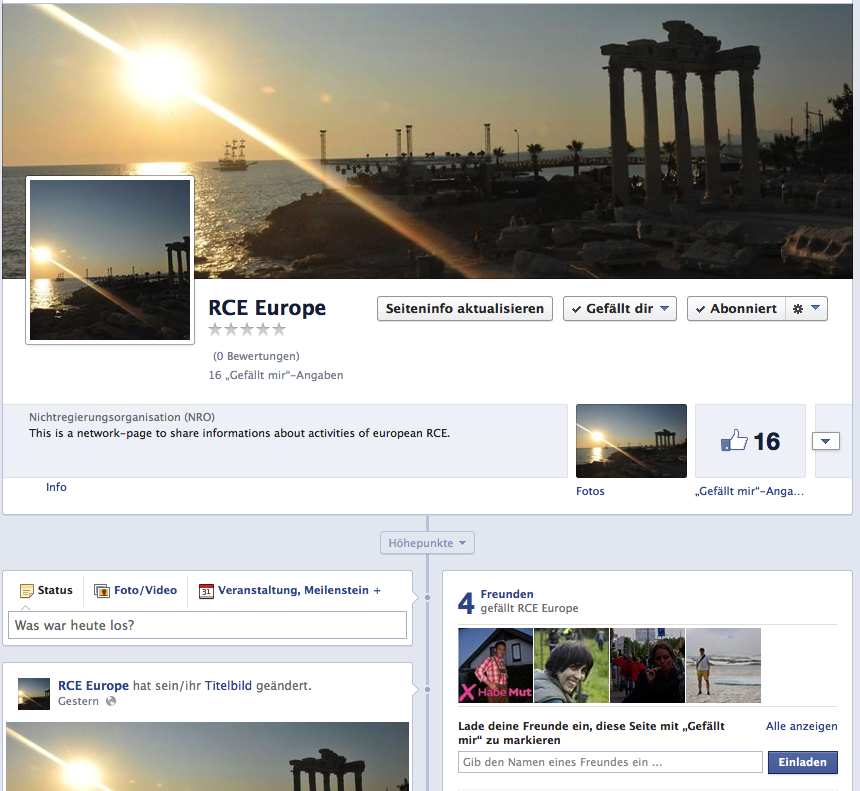 RCE Europe
Seiteninfo aktualisieren
✓ Gefällt dir
✓ Abonniert
(0 Bewertungen)
16 „Gefällt mir“-Angaben
Nichtregierungsorganisation (NRO)
This is a network-page to share informations about activities of european RCE.
Info
16
Fotos
„Gefällt mir“-Anga...
Höhepunkte
Status
Foto/Video
31
Veranstaltung, Meilenstein +
Was war heute los?
RCE Europe hat sein/ihr Titelbild geändert.
Gestern
4 Freunden
gefällt RCE Europe
X Habe Mut
Lade deine Freunde ein, diese Seite mit „Gefällt
mir“ zu markieren
Alle anzeigen
Gib den Namen eines Freundes ein ...
Einladen